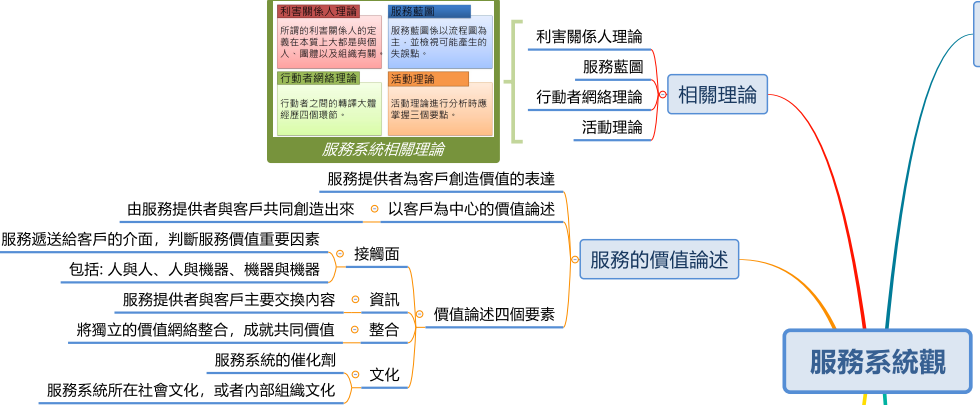 利害關係人理論
所謂的利害關係人的定
義在本質上大都是與個
人、團體以及組織有關。
服務藍圖
服務藍圖係以流程圖為
主，並檢視可能產生的
失誤點。
行動者網絡理論
行動者之間的轉譯大體
經歷四個環節。
活動理論
活動理論進行分析時應
掌握三個要點。
服務系統相關理論
利害關係人理論
服務藍圖
行動者網絡理論
活動理論
相關理論
服務提供者為客戶創造價值的表達
由服務提供者與客戶共同創造出來
以客戶為中心的價值論述
服務遞送給客戶的介面，判斷服務價值重要因素
包括: 人與人、人與機器、機器與機器
接觸面
服務提供者與客戶主要交換內容
資訊
將獨立的價值網絡整合，成就共同價值
整合
服務系統的催化劑
服務系統所在社會文化，或者內部組織文化
文化
價值論述四個要素
服務的價值論述
服務系統觀